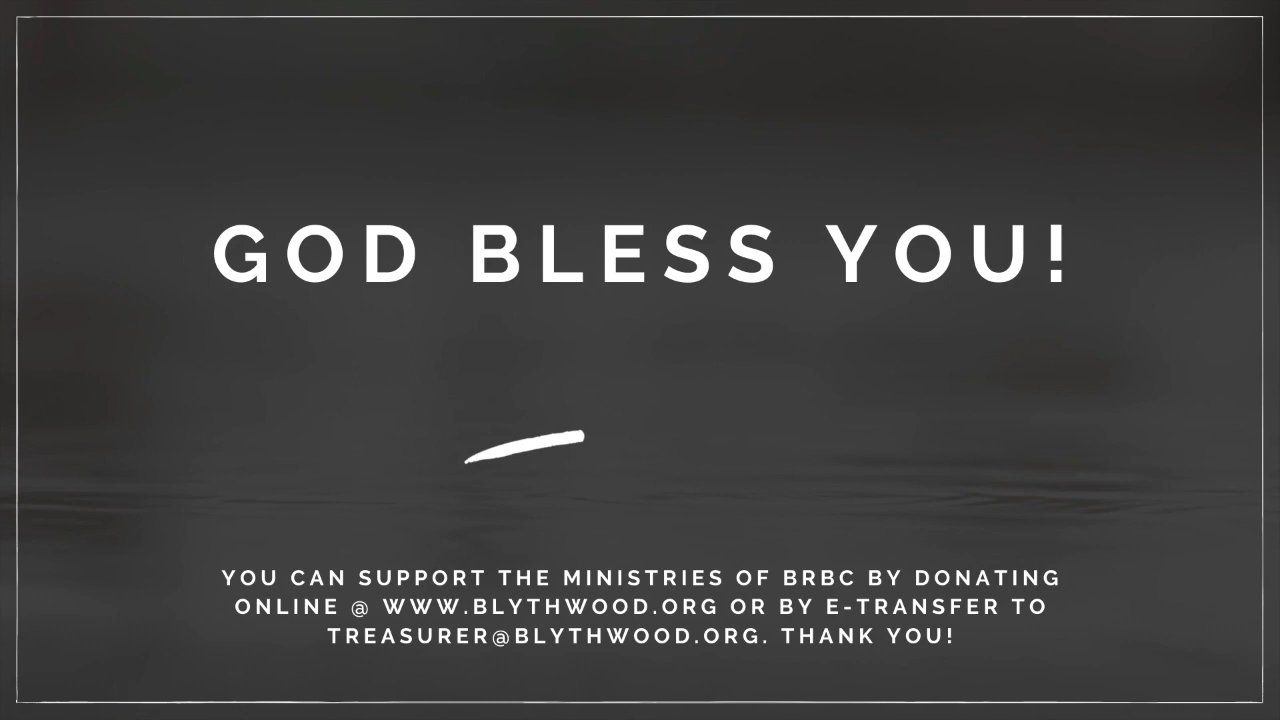 GOD BLESS YOU!
YOU CAN SUPPORT THE MINISTRIES OF BRBC BY DONATING
ONLINE @ WWW.BLYTHWOOD.ORG OR BY E-TRANSFER TO
TREASURER@BLYTHWOOD.ORG. THANK YOU!